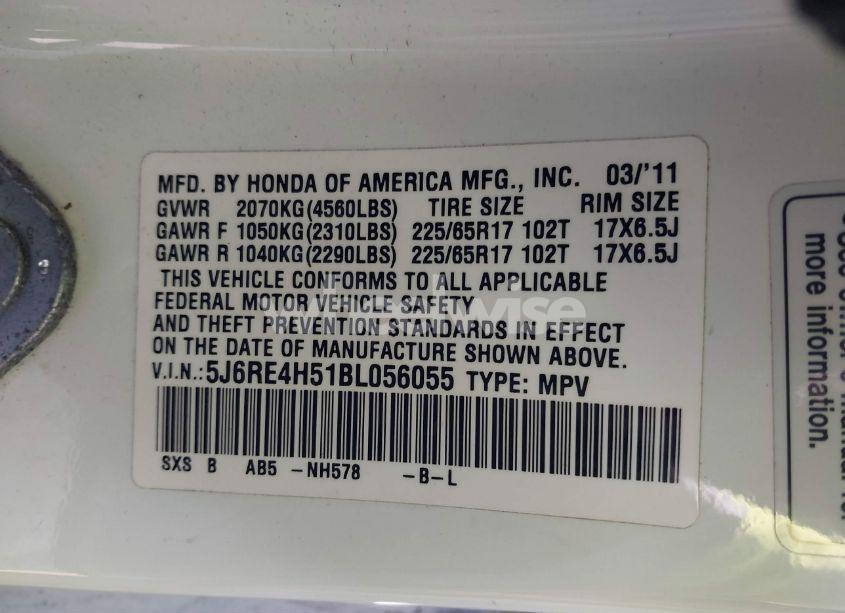 MFD. BY HONDA OF AMERICA MFG., INC. 03/'11
GVWR 2070KG(4560LBS) TIRE SIZE RIM SIZE
GAWR F 1050KG(2310LBS) 225/65R17 102T 17X6.5J
GAWR R 1040KG(2290LBS) 225/65R17 102T 17X6.5J
THIS VEHICLE CONFORMS TO ALL APPLICABLE
FEDERAL MOTOR VEHICLE SAFETY
AND THEFT PREVENTION STANDARDS IN EFFECT
ON THE DATE OF MANUFACTURE SHOWN ABOVE.
V.I.N.:5J6RE4H51BL056055 TYPE: MPV
SXS B AB5 -NH578 -B-L
more information.